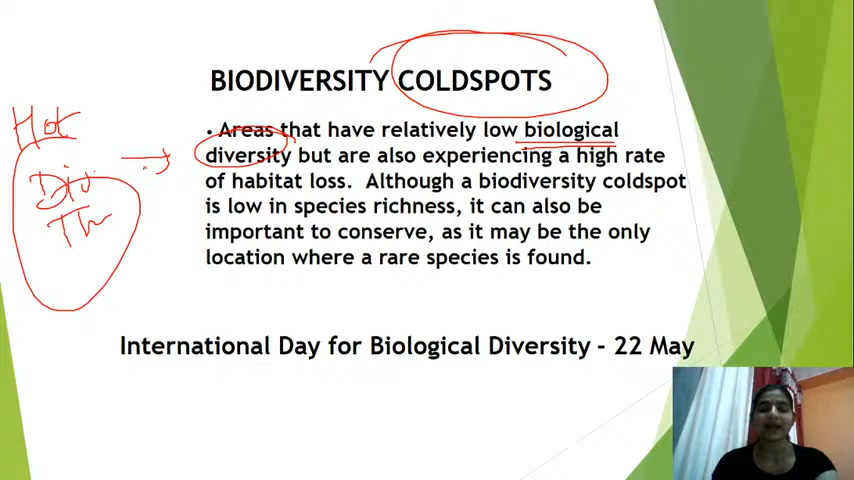 BIODIVERSITY COLDSPOTS
Hot
Div
Th
• Areas that have relatively low biological
diversity but are also experiencing a high rate
of habitat loss. Although a biodiversity coldspot
is low in species richness, it can also be
important to conserve, as it may be the only
location where a rare species is found.
International Day for Biological Diversity - 22 May